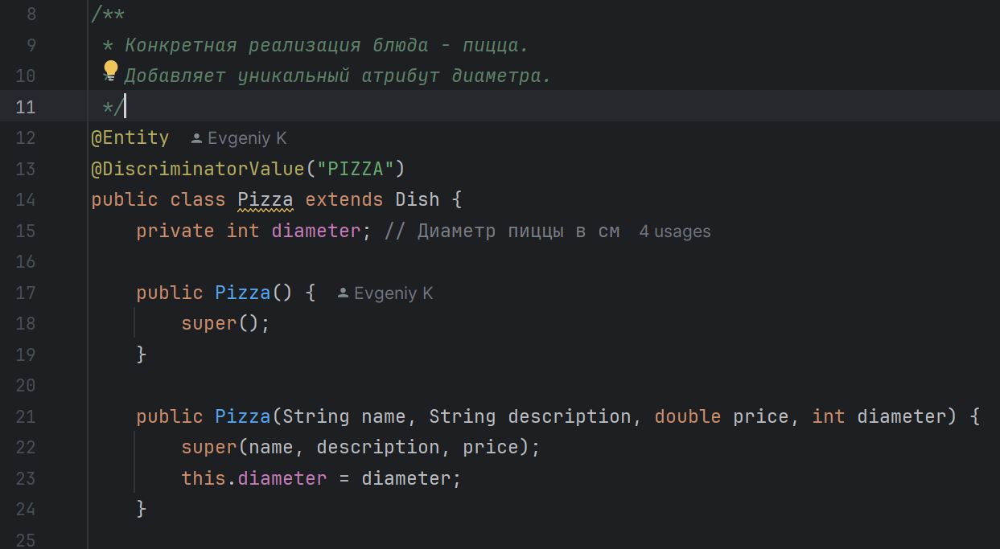 8 /**
9 * Конкретная реализация блюда - пицца.
10 * Добавляет уникальный атрибут диаметра.
11 */
12 @Entity Evgeniy K
13 @DiscriminatorValue("PIZZA")
14 public class Pizza extends Dish {
15 private int diameter; // Диаметр пиццы в см 4 usages
16
17 public Pizza() { Evgeniy K
18 super();
19 }
20
21 public Pizza(String name, String description, double price, int diameter) {
22 super(name, description, price);
23 this.diameter = diameter;
24 }
25